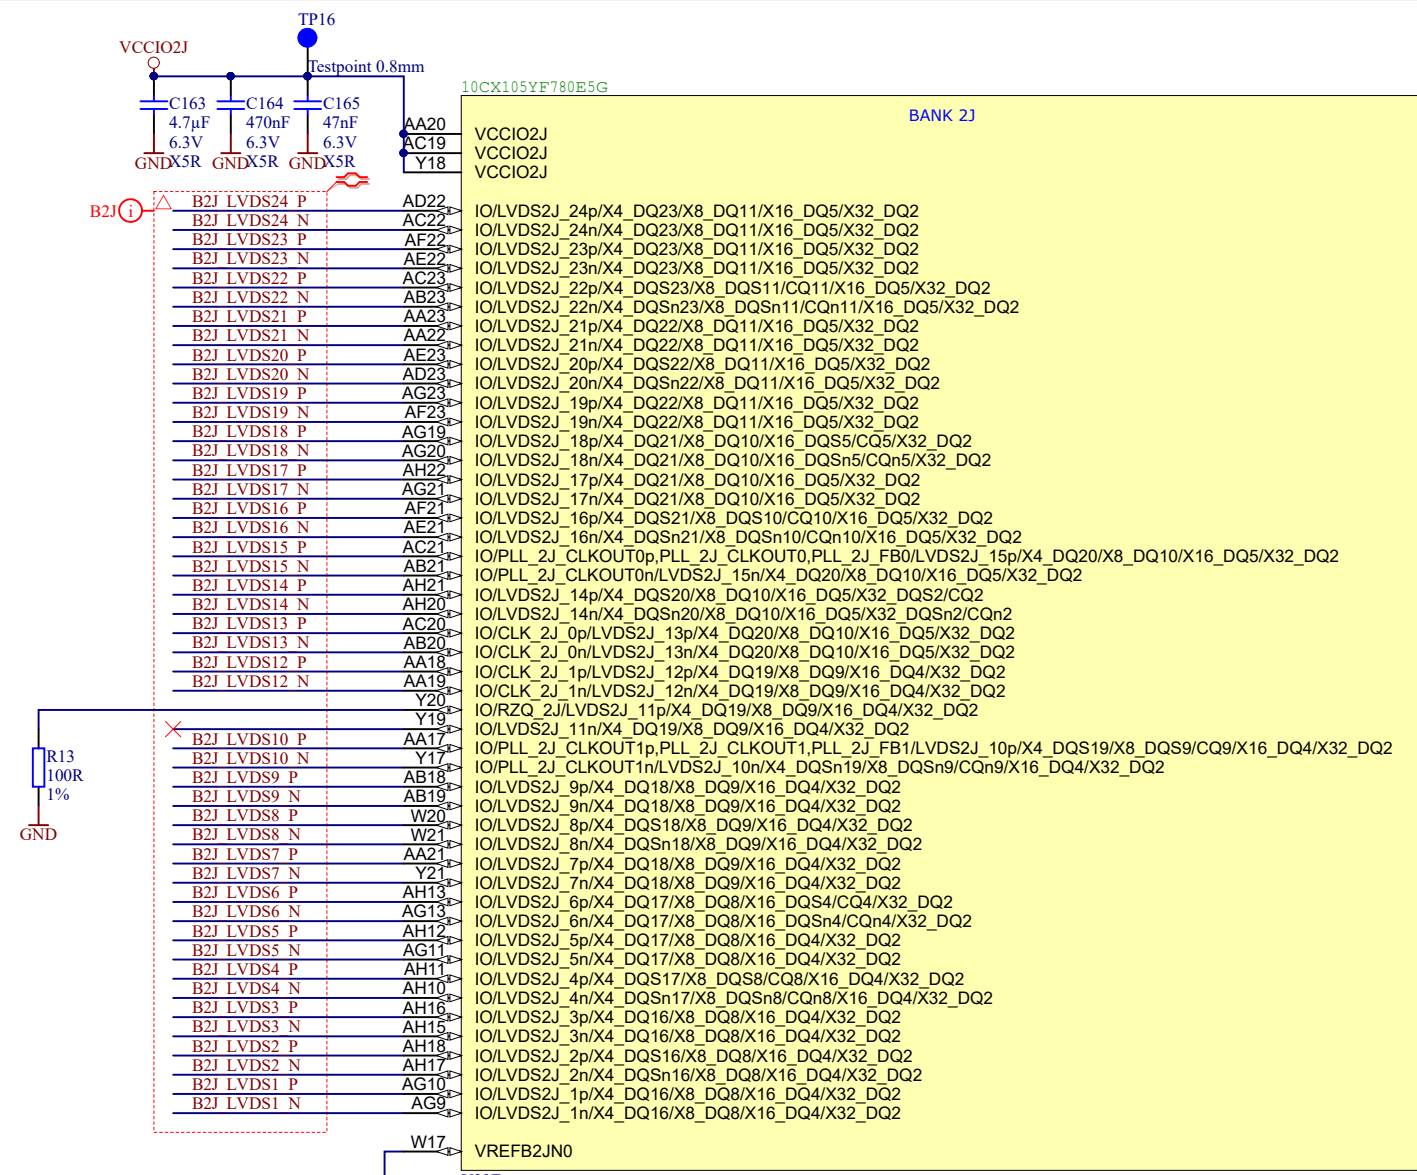 TP16
VCCIO2J
Testpoint 0.8mm
C163
4.7µF
6.3V
X5R
GND
C164
470nF
6.3V
X5R
GND
C165
47nF
6.3V
X5R
GND
10CX105YF780E5G
BANK 2J
AA20 VCCIO2J
AC19 VCCIO2J
Y18 VCCIO2J
B2J i
B2J_LVDS24_P AD22 IO/LVDS2J_24p/X4_DQ23/X8_DQ11/X16_DQ5/X32_DQ2
B2J_LVDS24_N AC22 IO/LVDS2J_24n/X4_DQ23/X8_DQ11/X16_DQ5/X32_DQ2
B2J_LVDS23_P AF22 IO/LVDS2J_23p/X4_DQ23/X8_DQ11/X16_DQ5/X32_DQ2
B2J_LVDS23_N AE22 IO/LVDS2J_23n/X4_DQ23/X8_DQ11/X16_DQ5/X32_DQ2
B2J_LVDS22_P AC23 IO/LVDS2J_22p/X4_DQS23/X8_DQS11/CQ11/X16_DQ5/X32_DQ2
B2J_LVDS22_N AB23 IO/LVDS2J_22n/X4_DQSn23/X8_DQSn11/CQn11/X16_DQ5/X32_DQ2
B2J_LVDS21_P AA23 IO/LVDS2J_21p/X4_DQ22/X8_DQ11/X16_DQ5/X32_DQ2
B2J_LVDS21_N AA22 IO/LVDS2J_21n/X4_DQ22/X8_DQ11/X16_DQ5/X32_DQ2
B2J_LVDS20_P AE23 IO/LVDS2J_20p/X4_DQS22/X8_DQ11/X16_DQ5/X32_DQ2
B2J_LVDS20_N AD23 IO/LVDS2J_20n/X4_DQSn22/X8_DQ11/X16_DQ5/X32_DQ2
B2J_LVDS19_P AG23 IO/LVDS2J_19p/X4_DQ22/X8_DQ11/X16_DQ5/X32_DQ2
B2J_LVDS19_N AF23 IO/LVDS2J_19n/X4_DQ22/X8_DQ11/X16_DQ5/X32_DQ2
B2J_LVDS18_P AG19 IO/LVDS2J_18p/X4_DQ21/X8_DQ10/X16_DQS5/CQ5/X32_DQ2
B2J_LVDS18_N AG20 IO/LVDS2J_18n/X4_DQ21/X8_DQ10/X16_DQSn5/CQn5/X32_DQ2
B2J_LVDS17_P AH22 IO/LVDS2J_17p/X4_DQ21/X8_DQ10/X16_DQ5/X32_DQ2
B2J_LVDS17_N AG21 IO/LVDS2J_17n/X4_DQ21/X8_DQ10/X16_DQ5/X32_DQ2
B2J_LVDS16_P AF21 IO/LVDS2J_16p/X4_DQS21/X8_DQS10/CQ10/X16_DQ5/X32_DQ2
B2J_LVDS16_N AE21 IO/LVDS2J_16n/X4_DQSn21/X8_DQSn10/CQn10/X16_DQ5/X32_DQ2
B2J_LVDS15_P AC21 IO/PLL_2J_CLKOUT0p,PLL_2J_CLKOUT0,PLL_2J_FB0/LVDS2J_15p/X4_DQ20/X8_DQ10/X16_DQ5/X32_DQ2
B2J_LVDS15_N AB21 IO/PLL_2J_CLKOUT0n/LVDS2J_15n/X4_DQ20/X8_DQ10/X16_DQ5/X32_DQ2
B2J_LVDS14_P AH21 IO/LVDS2J_14p/X4_DQS20/X8_DQ10/X16_DQ5/X32_DQS2/CQ2
B2J_LVDS14_N AH20 IO/LVDS2J_14n/X4_DQSn20/X8_DQ10/X16_DQ5/X32_DQSn2/CQn2
B2J_LVDS13_P AC20 IO/CLK_2J_0p/LVDS2J_13p/X4_DQ20/X8_DQ10/X16_DQ5/X32_DQ2
B2J_LVDS13_N AB20 IO/CLK_2J_0n/LVDS2J_13n/X4_DQ20/X8_DQ10/X16_DQ5/X32_DQ2
B2J_LVDS12_P AA18 IO/CLK_2J_1p/LVDS2J_12p/X4_DQ19/X8_DQ9/X16_DQ4/X32_DQ2
B2J_LVDS12_N AA19 IO/CLK_2J_1n/LVDS2J_12n/X4_DQ19/X8_DQ9/X16_DQ4/X32_DQ2
Y20 IO/RZQ_2J/LVDS2J_11p/X4_DQ19/X8_DQ9/X16_DQ4/X32_DQ2
Y19 IO/LVDS2J_11n/X4_DQ19/X8_DQ9/X16_DQ4/X32_DQ2
B2J_LVDS10_P AA17 IO/PLL_2J_CLKOUT1p,PLL_2J_CLKOUT1,PLL_2J_FB1/LVDS2J_10p/X4_DQS19/X8_DQS9/CQ9/X16_DQ4/X32_DQ2
B2J_LVDS10_N Y17 IO/PLL_2J_CLKOUT1n/LVDS2J_10n/X4_DQSn19/X8_DQSn9/CQn9/X16_DQ4/X32_DQ2
R13
100R
1%
GND
B2J_LVDS9_P AB18 IO/LVDS2J_9p/X4_DQ18/X8_DQ9/X16_DQ4/X32_DQ2
B2J_LVDS9_N AB19 IO/LVDS2J_9n/X4_DQ18/X8_DQ9/X16_DQ4/X32_DQ2
B2J_LVDS8_P W20 IO/LVDS2J_8p/X4_DQS18/X8_DQ9/X16_DQ4/X32_DQ2
B2J_LVDS8_N W21 IO/LVDS2J_8n/X4_DQSn18/X8_DQ9/X16_DQ4/X32_DQ2
B2J_LVDS7_P AA21 IO/LVDS2J_7p/X4_DQ18/X8_DQ9/X16_DQ4/X32_DQ2
B2J_LVDS7_N Y21 IO/LVDS2J_7n/X4_DQ18/X8_DQ9/X16_DQ4/X32_DQ2
B2J_LVDS6_P AH13 IO/LVDS2J_6p/X4_DQ17/X8_DQ8/X16_DQS4/CQ4/X32_DQ2
B2J_LVDS6_N AG13 IO/LVDS2J_6n/X4_DQ17/X8_DQ8/X16_DQSn4/CQn4/X32_DQ2
B2J_LVDS5_P AH12 IO/LVDS2J_5p/X4_DQ17/X8_DQ8/X16_DQ4/X32_DQ2
B2J_LVDS5_N AG11 IO/LVDS2J_5n/X4_DQ17/X8_DQ8/X16_DQ4/X32_DQ2
B2J_LVDS4_P AH11 IO/LVDS2J_4p/X4_DQS17/X8_DQS8/CQ8/X16_DQ4/X32_DQ2
B2J_LVDS4_N AH10 IO/LVDS2J_4n/X4_DQSn17/X8_DQSn8/CQn8/X16_DQ4/X32_DQ2
B2J_LVDS3_P AH16 IO/LVDS2J_3p/X4_DQ16/X8_DQ8/X16_DQ4/X32_DQ2
B2J_LVDS3_N AH15 IO/LVDS2J_3n/X4_DQ16/X8_DQ8/X16_DQ4/X32_DQ2
B2J_LVDS2_P AH18 IO/LVDS2J_2p/X4_DQS16/X8_DQ8/X16_DQ4/X32_DQ2
B2J_LVDS2_N AH17 IO/LVDS2J_2n/X4_DQSn16/X8_DQ8/X16_DQ4/X32_DQ2
B2J_LVDS1_P AG10 IO/LVDS2J_1p/X4_DQ16/X8_DQ8/X16_DQ4/X32_DQ2
B2J_LVDS1_N AG9 IO/LVDS2J_1n/X4_DQ16/X8_DQ8/X16_DQ4/X32_DQ2
W17 VREFB2JN0